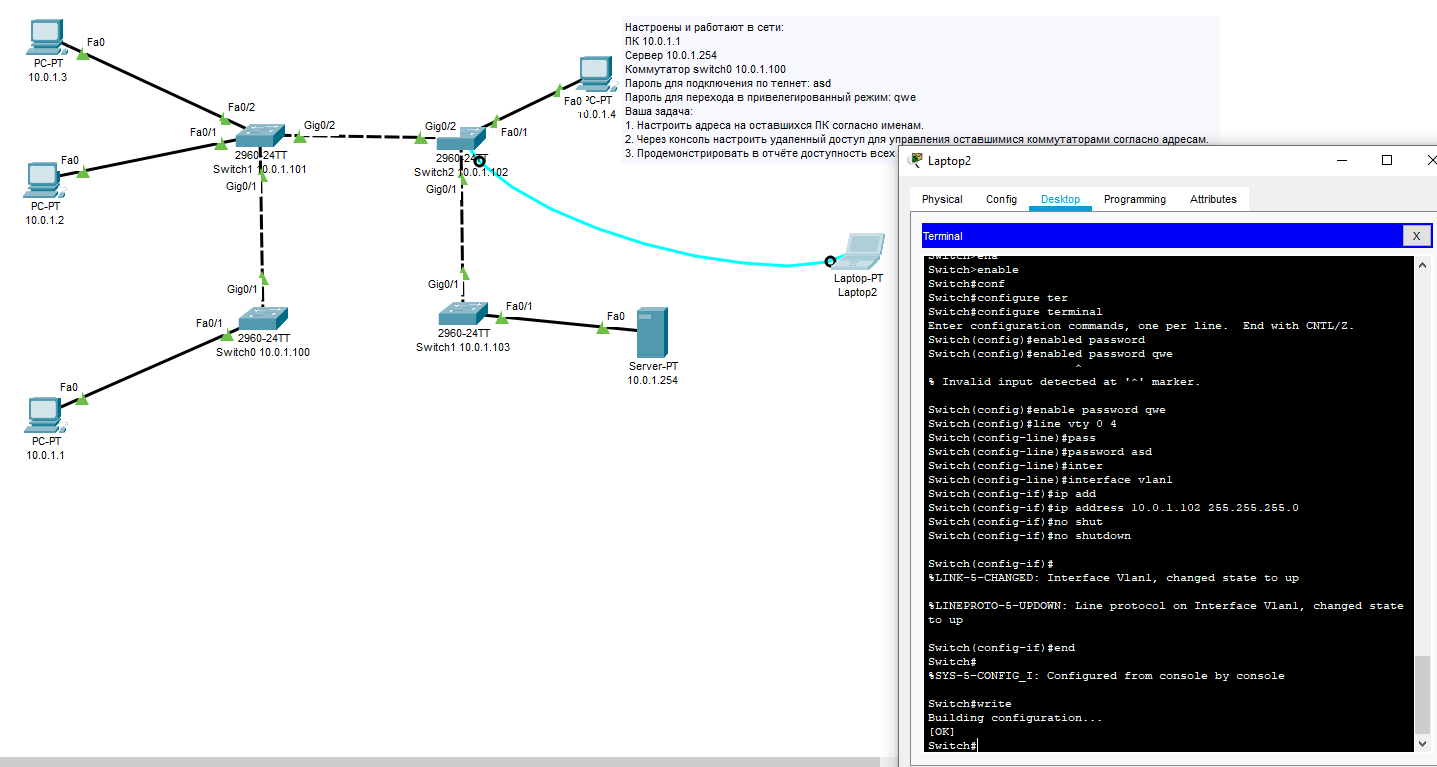 Настроены и работают в сети:
ПК 10.0.1.1
Сервер 10.0.1.254
Коммутатор switch0 10.0.1.100
Пароль для подключения по телнет: asd
Пароль для перехода в привелегированный режим: qwe
Ваша задача:
1. Настроить адреса на оставшихся ПК согласно именам.
2. Через консоль настроить удаленный доступ для управления оставшимися коммутаторами согласно адресам.
3. Продемонстрировать в отчёте доступность всех
Fa0
PC-PT
10.0.1.3
Fa0/2
Fa0/1
Gig0/2
2960-24TT
Switch1 10.0.1.101
Gig0/1
Fa0
PC-PT
10.0.1.2
Gig0/2
Fa0/1
2960-24TT
Switch2 10.0.1.102
Gig0/1
Fa0
PC-PT
10.0.1.4
Laptop-PT
Laptop2
Gig0/1
Fa0/1
2960-24TT
Switch0 10.0.1.100
Gig0/1
Fa0/1
2960-24TT
Switch1 10.0.1.103
Fa0
Server-PT
10.0.1.254
Fa0
PC-PT
10.0.1.1
Laptop2
Physical Config Desktop Programming Attributes
Terminal
X
Switch>ena
Switch>enable
Switch#conf
Switch#configure ter
Switch#configure terminal
Enter configuration commands, one per line. End with CNTL/Z.
Switch(config)#enabled password
Switch(config)#enabled password qwe
^
% Invalid input detected at '^' marker.
Switch(config)#enable password qwe
Switch(config)#line vty 0 4
Switch(config-line)#pass
Switch(config-line)#password asd
Switch(config-line)#inter
Switch(config-line)#interface vlan1
Switch(config-if)#ip add
Switch(config-if)#ip address 10.0.1.102 255.255.255.0
Switch(config-if)#no shut
Switch(config-if)#no shutdown
Switch(config-if)#
%LINK-5-CHANGED: Interface Vlan1, changed state to up
%LINEPROTO-5-UPDOWN: Line protocol on Interface Vlan1, changed state
to up
Switch(config-if)#end
Switch#
%SYS-5-CONFIG_I: Configured from console by console
Switch#write
Building configuration...
[OK]
Switch#